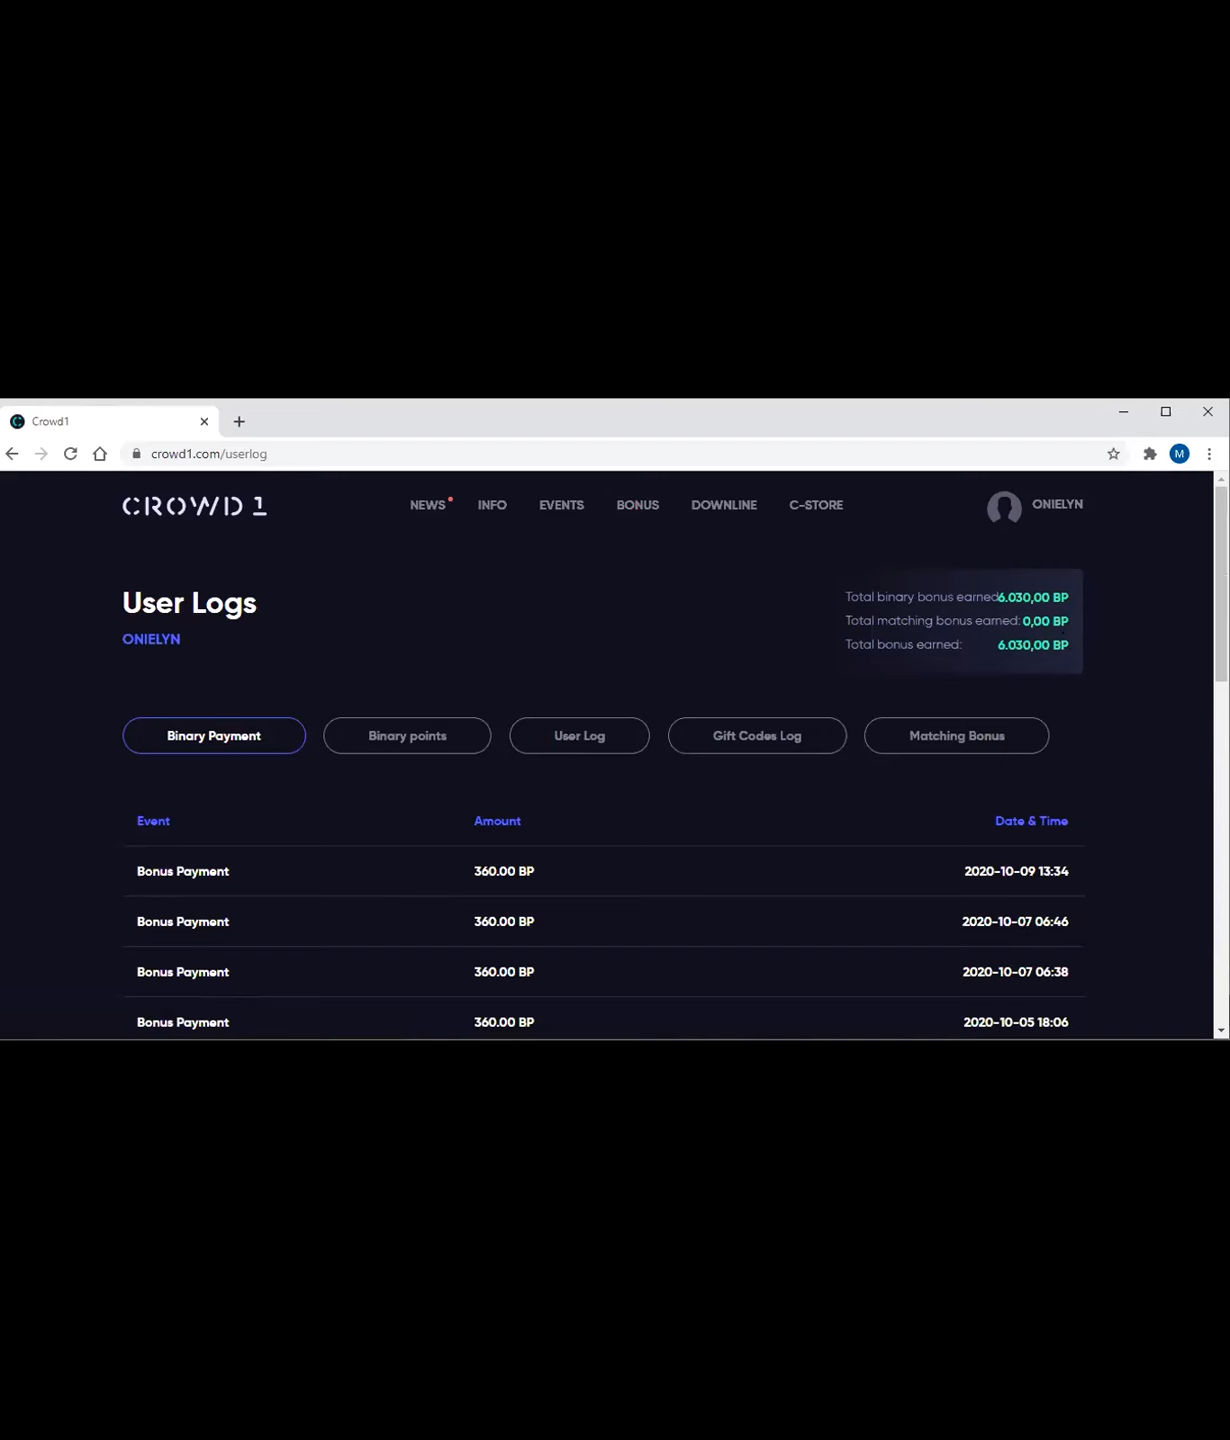 Crowd1
crowd1.com/userlog
M
CROWD 1
NEWS INFO EVENTS BONUS DOWNLINE C-STORE ONIELYN
User Logs
ONIELYN
Total binary bonus earned 6.030,00 BP
Total matching bonus earned: 0,00 BP
Total bonus earned: 6.030,00 BP
Binary Payment Binary points User Log Gift Codes Log Matching Bonus
Event Amount Date & Time
Bonus Payment 360.00 BP 2020-10-09 13:34
Bonus Payment 360.00 BP 2020-10-07 06:46
Bonus Payment 360.00 BP 2020-10-07 06:38
Bonus Payment 360.00 BP 2020-10-05 18:06